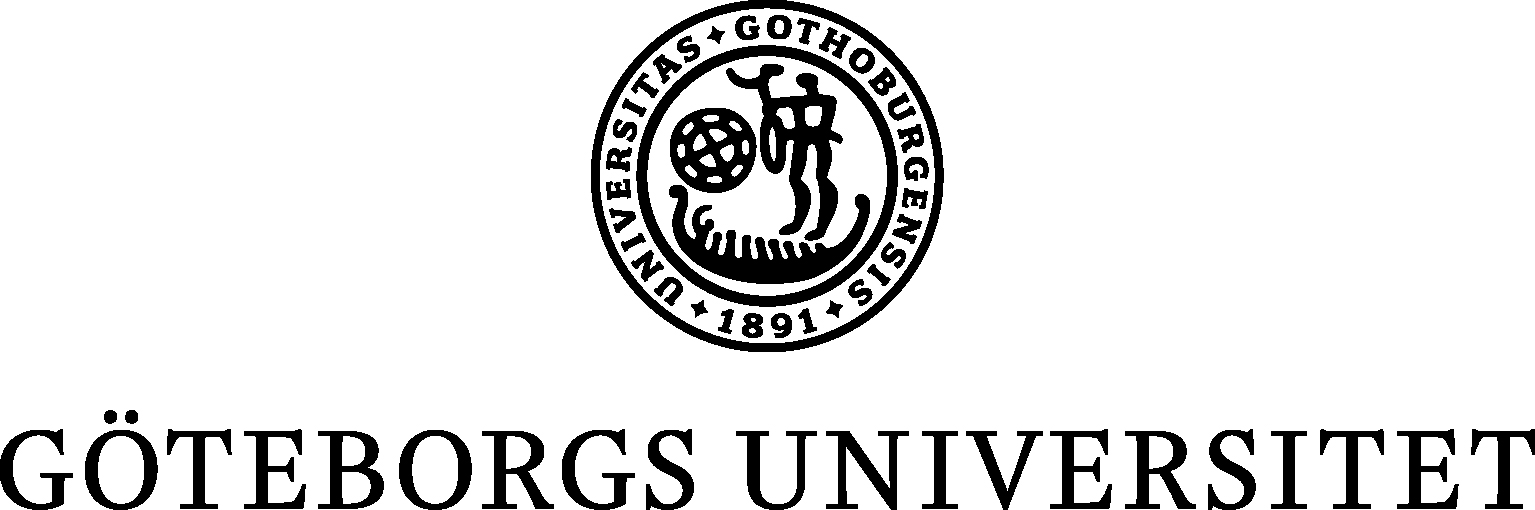 UNIVERSITAS ✦ GOTHOBURGENSIS ✦ 1891 ✦
GÖTEBORGS UNIVERSITET